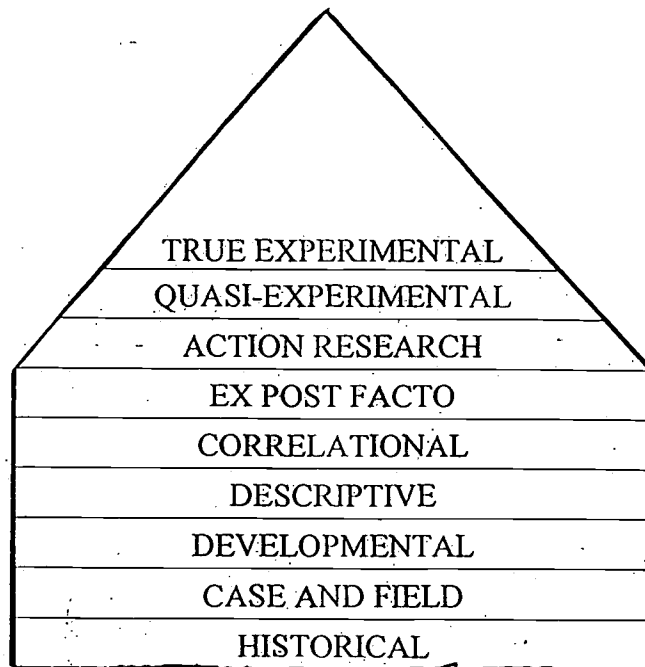 TRUE EXPERIMENTAL
QUASI-EXPERIMENTAL
ACTION RESEARCH
EX POST FACTO
CORRELATIONAL
DESCRIPTIVE
DEVELOPMENTAL
CASE AND FIELD
HISTORICAL